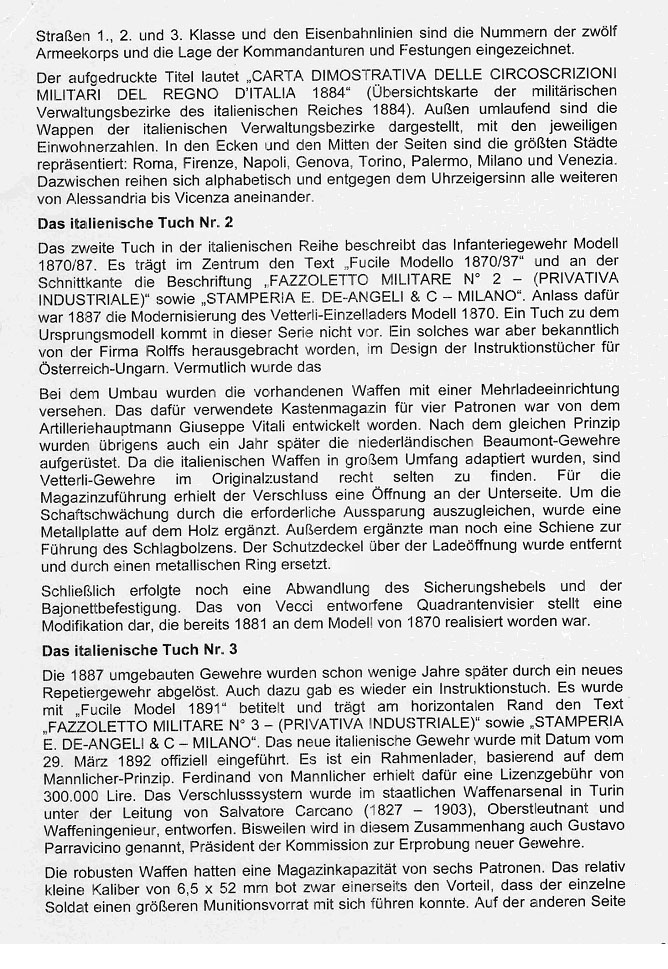 Straßen 1., 2. und 3. Klasse und den Eisenbahnlinien sind die Nummern der zwölf
Armeekorps und die Lage der Kommandanturen und Festungen eingezeichnet.
Der aufgedruckte Titel lautet „CARTA DIMOSTRATIVA DELLE CIRCOSCRIZIONI
MILITARI DEL REGNO D'ITALIA 1884“ (Übersichtskarte der militärischen
Verwaltungsbezirke des italienischen Reiches 1884). Außen umlaufend sind die
Wappen der italienischen Verwaltungsbezirke dargestellt, mit den jeweiligen
Einwohnerzahlen. In den Ecken und den Mitten der Seiten sind die größten Städte
repräsentiert: Roma, Firenze, Napoli, Genova, Torino, Palermo, Milano und Venezia.
Dazwischen reihen sich alphabetisch und entgegen dem Uhrzeigersinn alle weiteren
von Alessandria bis Vicenza aneinander.
Das italienische Tuch Nr. 2
Das zweite Tuch in der italienischen Reihe beschreibt das Infanteriegewehr Modell
1870/87. Es trägt im Zentrum den Text „Fucile Modello 1870/87“ und an der
Schnittkante die Beschriftung „FAZZOLETTO MILITARE N° 2 – (PRIVATIVA
INDUSTRIALE)“ sowie „STAMPERIA E. DE-ANGELI & C – MILANO“. Anlass dafür
war 1887 die Modernisierung des Vetterli-Einzelladers Modell 1870. Ein Tuch zu dem
Ursprungsmodell kommt in dieser Serie nicht vor. Ein solches war aber bekanntlich
von der Firma Rolffs herausgebracht worden, im Design der Instruktionstücher für
Österreich-Ungarn. Vermutlich wurde das
Bei dem Umbau wurden die vorhandenen Waffen mit einer Mehrladeeinrichtung
versehen. Das dafür verwendete Kastenmagazin für vier Patronen war von dem
Artilleriehauptmann Giuseppe Vitali entwickelt worden. Nach dem gleichen Prinzip
wurden übrigens auch ein Jahr später die niederländischen Beaumont-Gewehre
aufgerüstet. Da die italienischen Waffen in großem Umfang adaptiert wurden, sind
Vetterli-Gewehre im Originalzustand recht selten zu finden. Für die
Magazinzuführung erhielt der Verschluss eine Öffnung an der Unterseite. Um die
Schaftschwächung durch die erforderliche Aussparung auszugleichen, wurde eine
Metallplatte auf dem Holz ergänzt. Außerdem ergänzte man noch eine Schiene zur
Führung des Schlagbolzens. Der Schutzdeckel über der Ladeöffnung wurde entfernt
und durch einen metallischen Ring ersetzt.
Schließlich erfolgte noch eine Abwandlung des Sicherungshebels und der
Bajonettbefestigung. Das von Vecci entworfene Quadrantenvisier stellt eine
Modifikation dar, die bereits 1881 an dem Modell von 1870 realisiert worden war.
Das italienische Tuch Nr. 3
Die 1887 umgebauten Gewehre wurden schon wenige Jahre später durch ein neues
Repetiergewehr abgelöst. Auch dazu gab es wieder ein Instruktionstuch. Es wurde
mit „Fucile Model 1891“ betitelt und trägt am horizontalen Rand den Text
„FAZZOLETTO MILITARE N° 3 – (PRIVATIVA INDUSTRIALE)“ sowie „STAMPERIA
E. DE-ANGELI & C – MILANO“. Das neue italienische Gewehr wurde mit Datum vom
29. März 1892 offiziell eingeführt. Es ist ein Rahmenlader, basierend auf dem
Mannlicher-Prinzip. Ferdinand von Mannlicher erhielt dafür eine Lizenzgebühr von
300.000 Lire. Das Verschlusssystem wurde im staatlichen Waffenarsenal in Turin
unter der Leitung von Salvatore Carcano (1827 – 1903), Oberstleutnant und
Waffeningenieur, entworfen. Bisweilen wird in diesem Zusammenhang auch Gustavo
Parravicino genannt, Präsident der Kommission zur Erprobung neuer Gewehre.
Die robusten Waffen hatten eine Magazinkapazität von sechs Patronen. Das relativ
kleine Kaliber von 6,5 x 52 mm bot zwar einerseits den Vorteil, dass der einzelne
Soldat einen größeren Munitionsvorrat mit sich führen konnte. Auf der anderen Seite